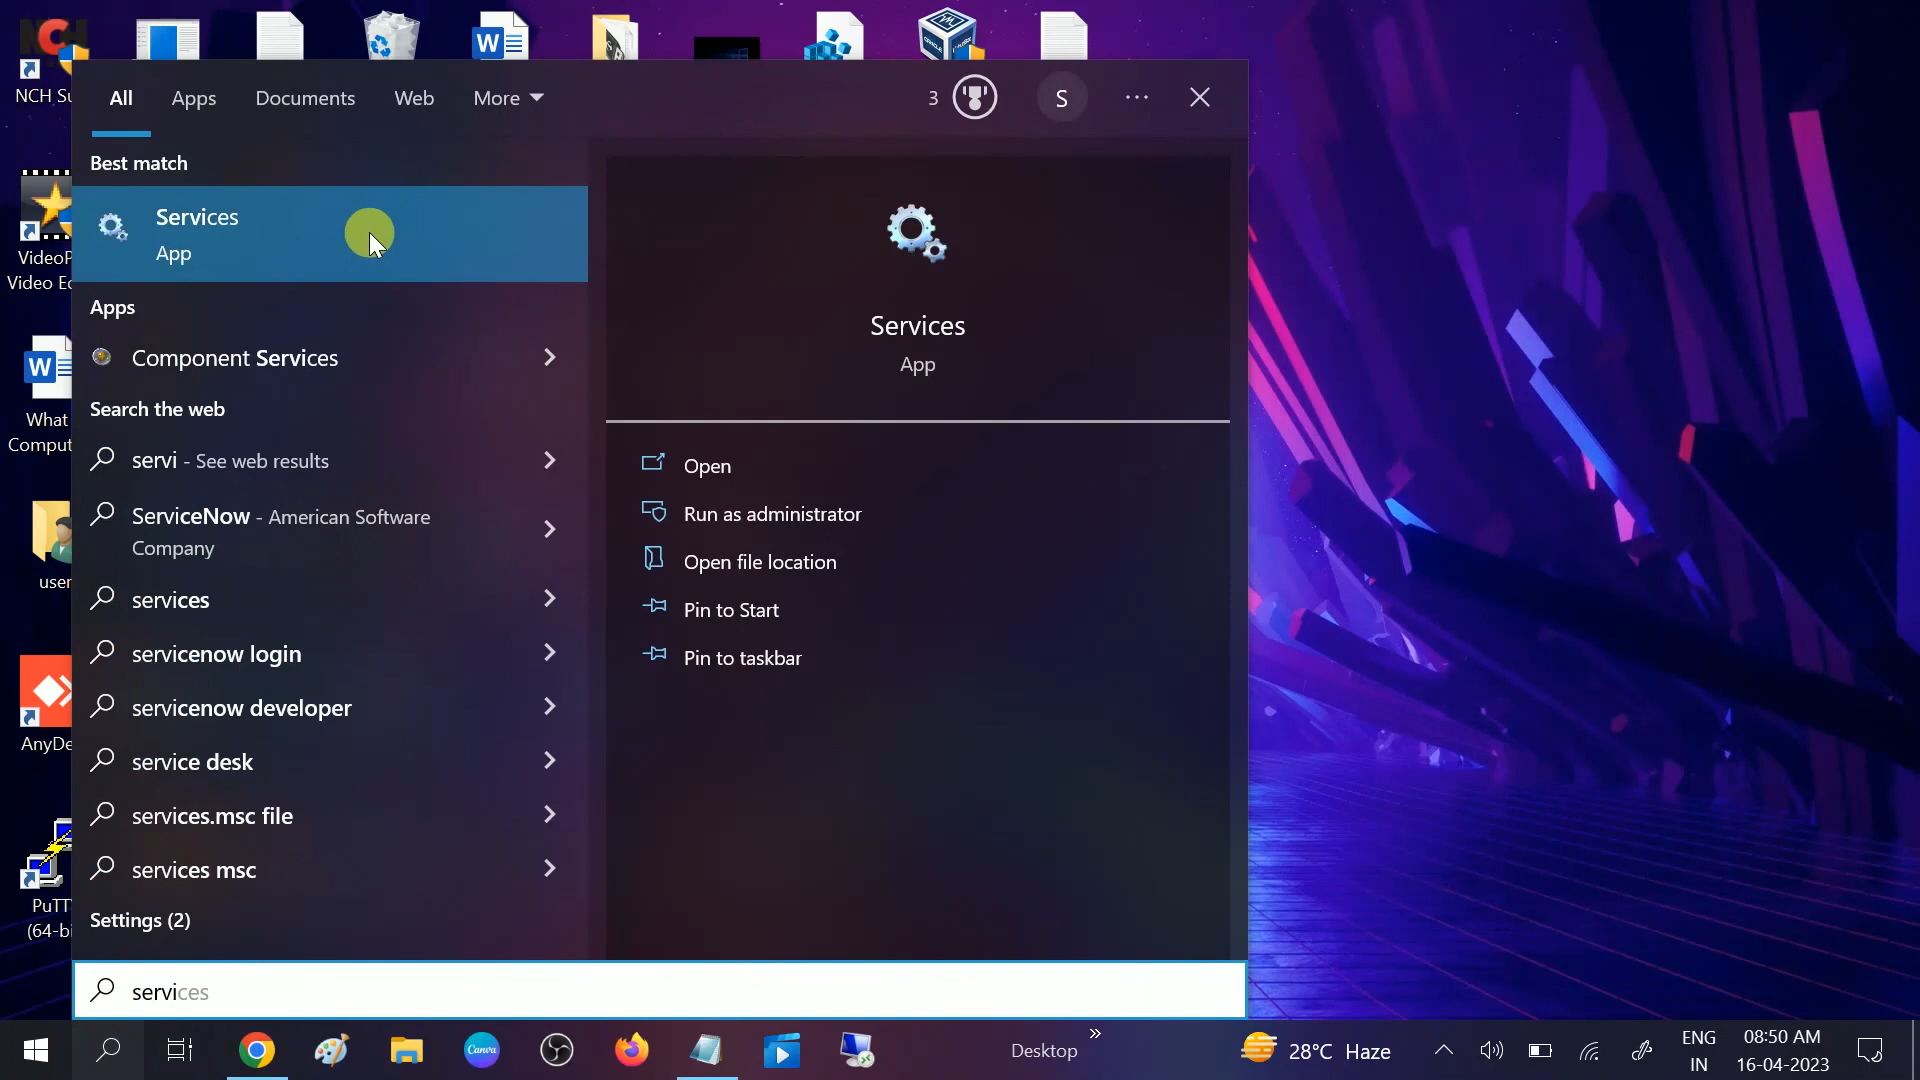 NCH Su
VideoP
Video Ed
What
Comput
user
AnyDe
PuTT
(64-bi
All Apps Documents Web More
3 S ...
Best match
Services
App
Apps
Component Services
Search the web
servi - See web results
ServiceNow - American Software
Company
services
servicenow login
servicenow developer
service desk
services.msc file
services msc
Settings (2)
services
Services
App
Open
Run as administrator
Open file location
Pin to Start
Pin to taskbar
Canva
Desktop
28°C Haze
ENG
IN
08:50 AM
16-04-2023